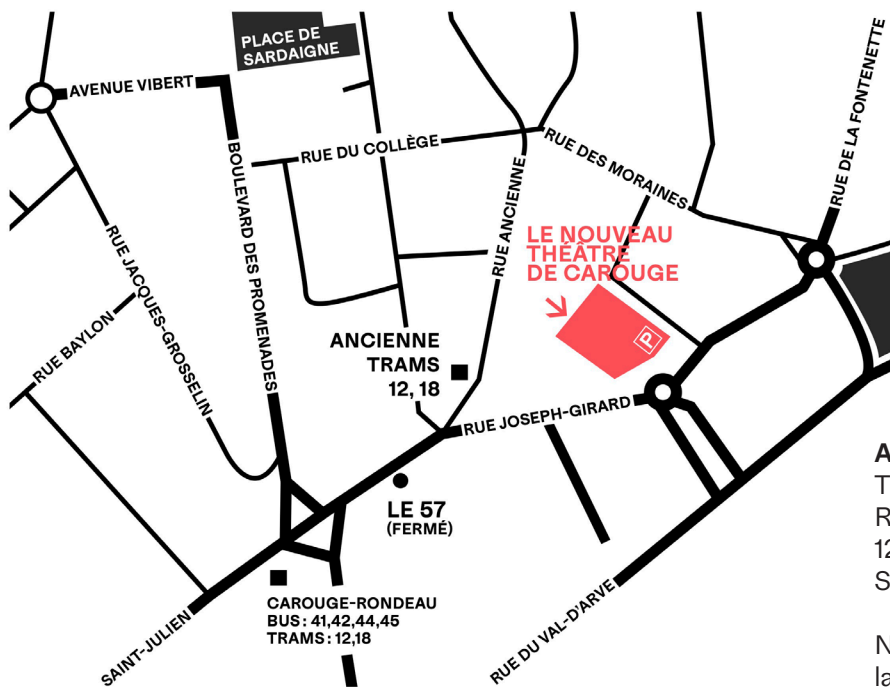 PLACE DE
SARDAIGNE
AVENUE VIBERT
RUE DU COLLÈGE
BOULEVARD DES PROMENADES
RUE ANCIENNE
RUE DES MORAINES
RUE DE LA FONTENETTE
RUE JACQUES-GROSSELIN
LE NOUVEAU
THÉÂTRE
DE CAROUGE
P
RUE BAYLON
ANCIENNE
TRAMS
12, 18
RUE JOSEPH-GIRARD
LE 57
(FERMÉ)
CAROUGE-RONDEAU
BUS : 41,42,44,45
TRAMS : 12,18
SAINT-JULIEN
RUE DU VAL-D'ARVE
A
T
R
12
S
N
la